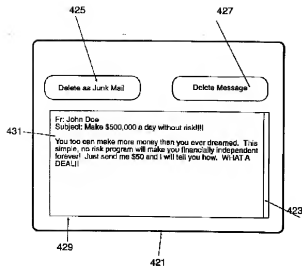 425
427
Delete as Junk Mail
Delete Message
Fr: John Doe
Subject: Make $500,000 a day without risk!!!!
431
You too can make more money than you ever dreamed. This
simple, no risk program will make you financially independent
forever! Just send me $50 and I will tell you how. WHAT A
DEAL!!
423
429
421